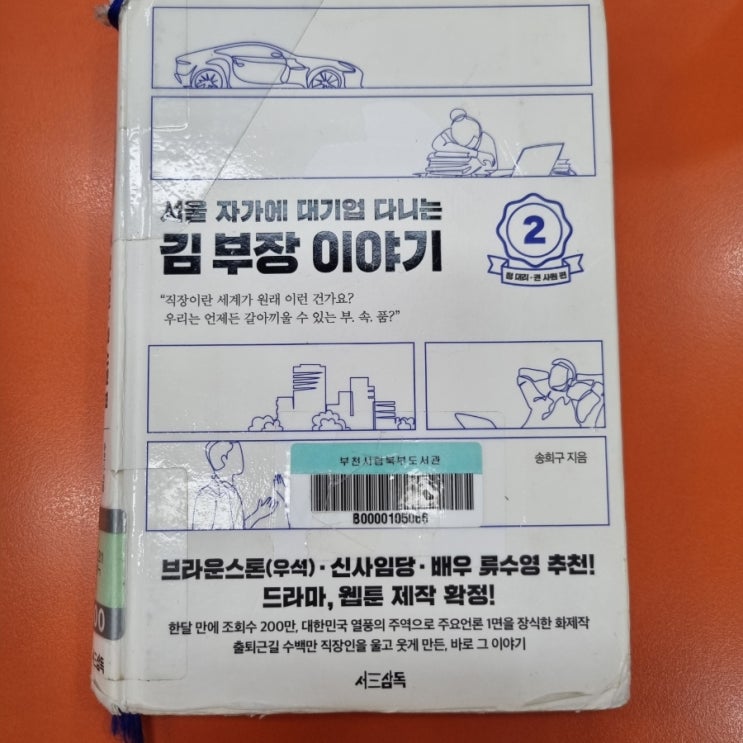 서울 자가에 대기업 다니는
김 부장 이야기
2
정 대리·권 사원 편
"직장이란 세계가 원래 이런 건가요?
우리는 언제든 갈아끼울 수 있는 부. 속. 품?"
송희구 지음
부천시립북부도서관
B0000105066
브라운스톤(우석)·신사임당·배우 류수영 추천!
드라마, 웹툰 제작 확정!
한달 만에 조회수 200만, 대한민국 열풍의 주역으로 주요언론 1면을 장식한 화제작
출퇴근길 수백만 직장인을 울고 웃게 만든, 바로 그 이야기
서삼독